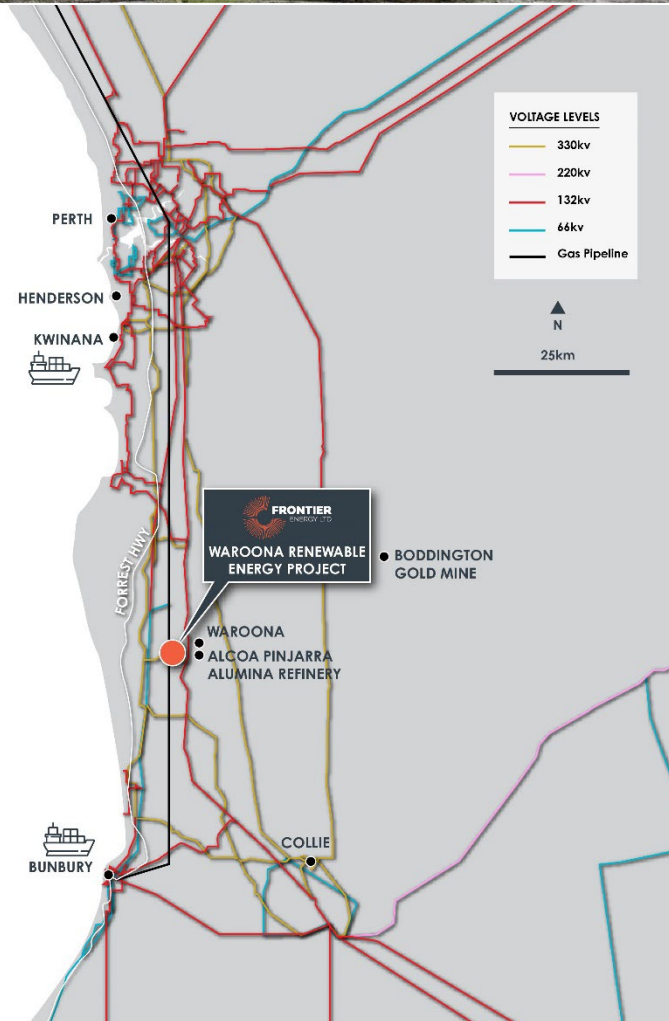 VOLTAGE LEVELS
330kv
220kv
132kv
66kv
Gas Pipeline
N
25km
PERTH
HENDERSON
KWINANA
FORREST HWY
FRONTIER
ENERGY LTD
WAROONA RENEWABLE
ENERGY PROJECT
BODDINGTON
GOLD MINE
WAROONA
ALCOA PINJARRA
ALUMINA REFINERY
COLLIE
BUNBURY